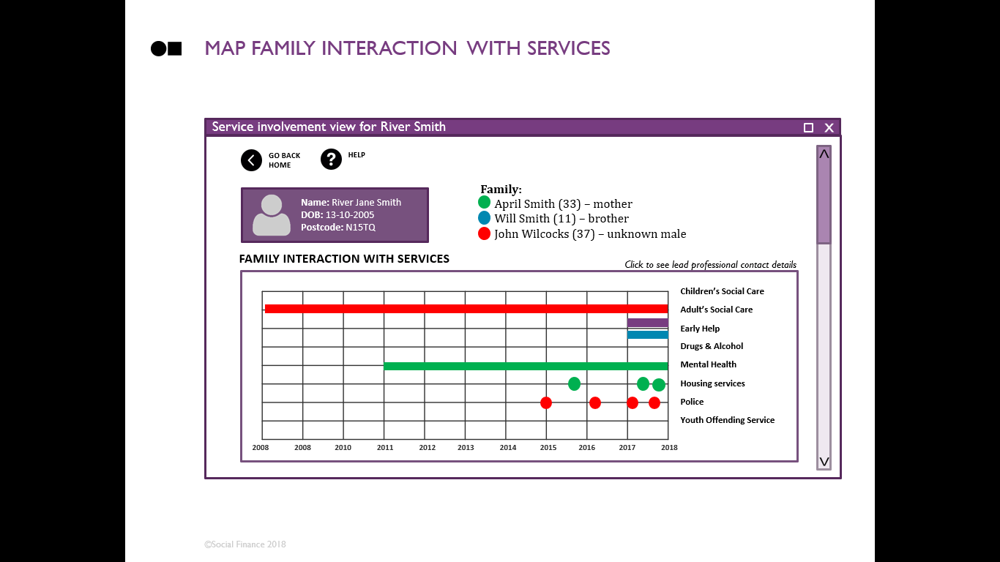 MAP FAMILY INTERACTION WITH SERVICES
Service involvement view for River Smith
X
GO BACK
HOME
?
HELP
Name: River Jane Smith
DOB: 13-10-2005
Postcode: N15TQ
Family:
April Smith (33) – mother
Will Smith (11) – brother
John Wilcocks (37) – unknown male
FAMILY INTERACTION WITH SERVICES
Click to see lead professional contact details
Children's Social Care
Adult's Social Care
Early Help
Drugs & Alcohol
Mental Health
Housing services
Police
Youth Offending Service
2008 2008 2010 2011 2012 2013 2014 2015 2016 2017 2018
©Social Finance 2018